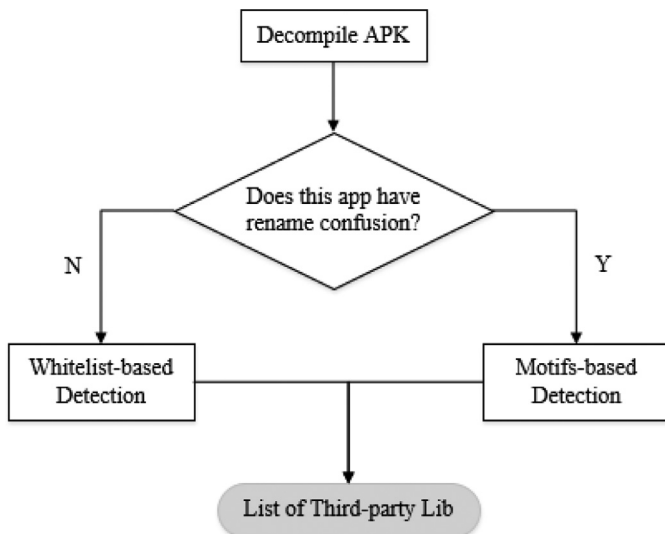 Decompile APK
Does this app have
rename confusion?
N
Y
Whitelist-based
Detection
Motifs-based
Detection
List of Third-party Lib